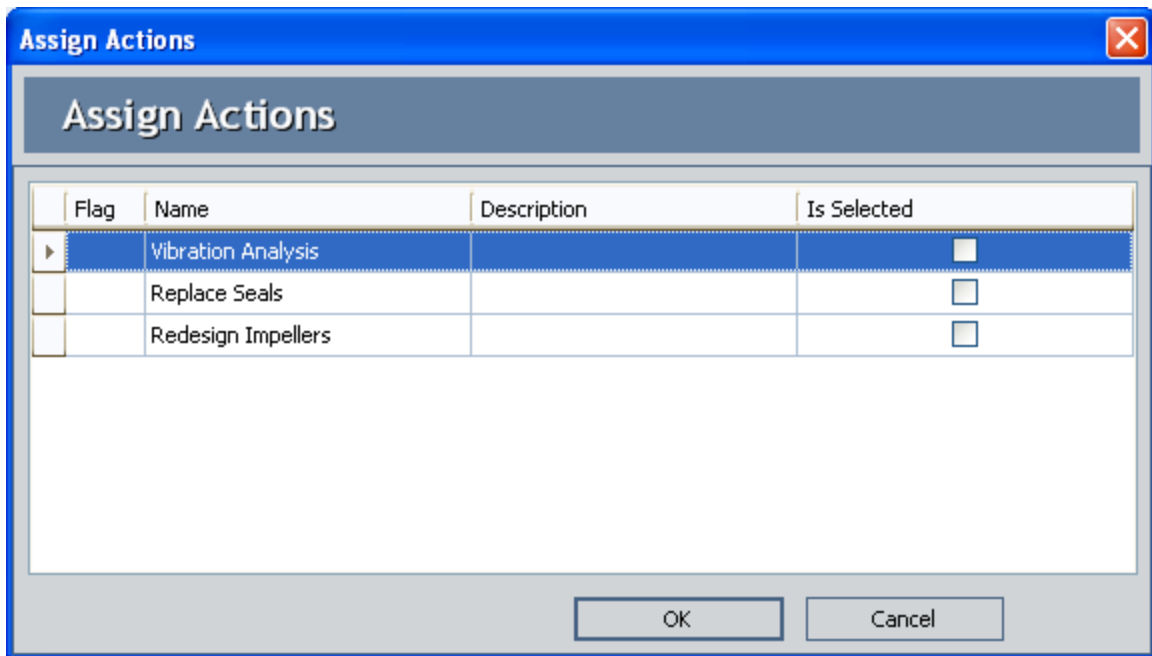 Assign Actions
Assign Actions
Flag Name Description Is Selected
Vibration Analysis
Replace Seals
Redesign Impellers
OK Cancel